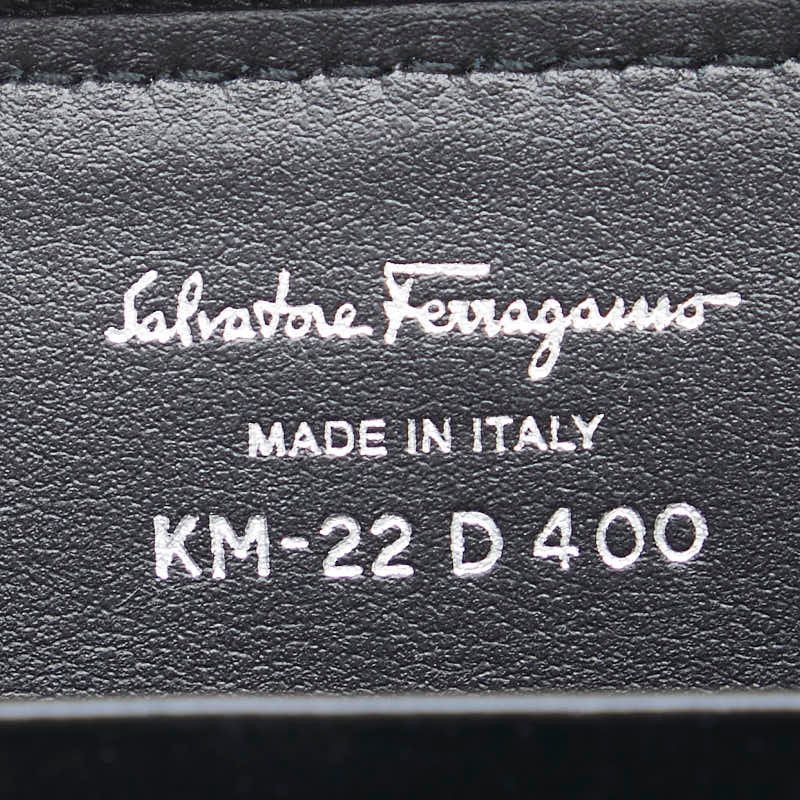 Salvatore Ferragamo
MADE IN ITALY
KM-22 D 400